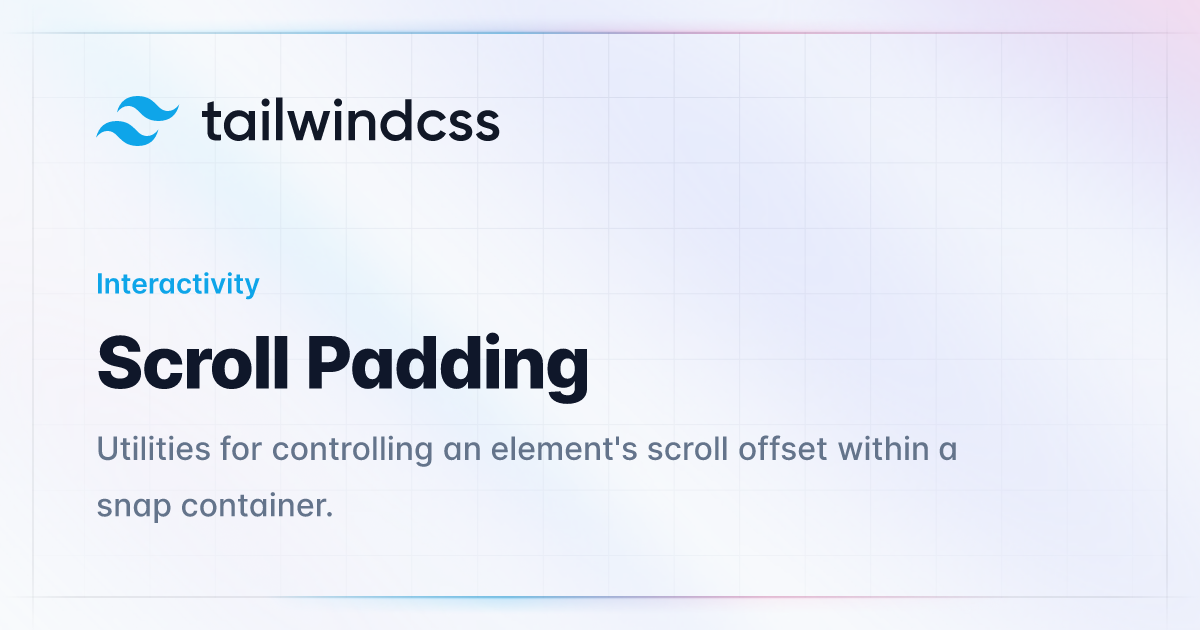 tailwindcss
Interactivity
Scroll Padding
Utilities for controlling an element's scroll offset within a
snap container.